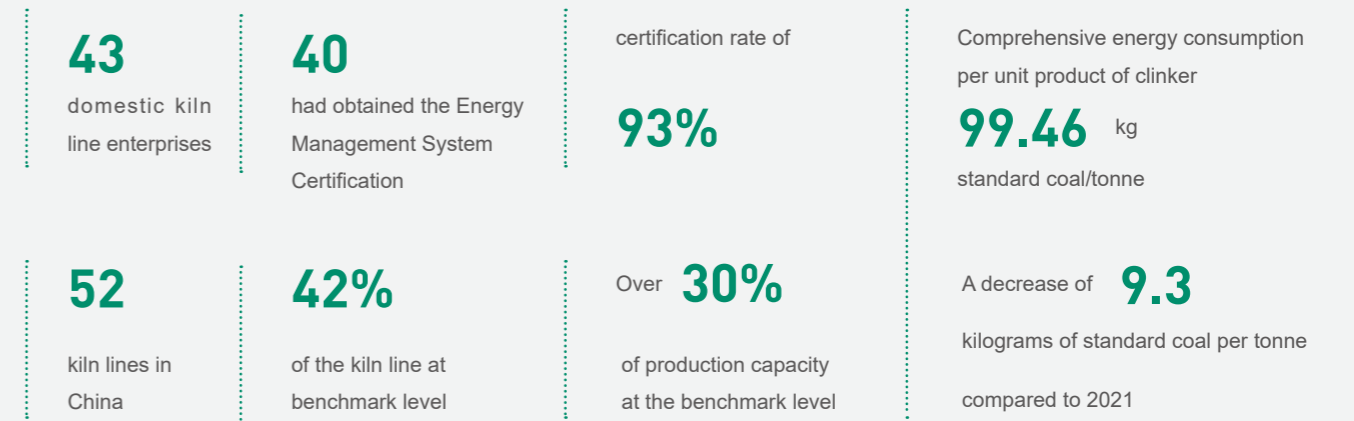 43
domestic kiln
line enterprises
40
had obtained the Energy
Management System
Certification
certification rate of
93%
Comprehensive energy consumption
per unit product of clinker
99.46 kg
standard coal/tonne
52
kiln lines in
China
42%
of the kiln line at
benchmark level
Over 30%
of production capacity
at the benchmark level
A decrease of 9.3
kilograms of standard coal per tonne
compared to 2021